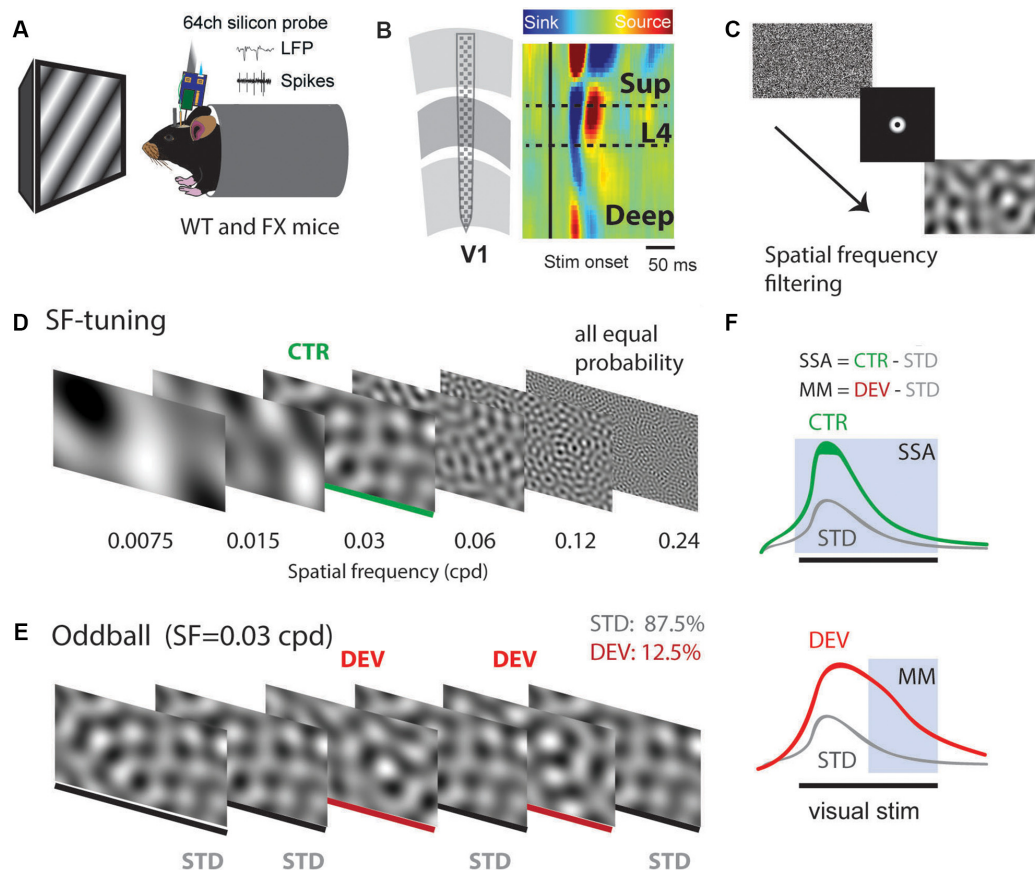 A
64ch silicon probe
LFP
Spikes
WT and FX mice
B
Sink
Source
Sup
L4
Deep
V1
Stim onset
50 ms
C
Spatial frequency
filtering
D
SF-tuning
CTR
all equal
probability
0.0075 0.015 0.03 0.06 0.12 0.24
Spatial frequency (cpd)
E
Oddball (SF=0.03 cpd)
STD: 87.5%
DEV: 12.5%
DEV DEV
STD STD STD STD
F
SSA = CTR - STD
MM = DEV - STD
CTR
SSA
STD
DEV
MM
STD
visual stim